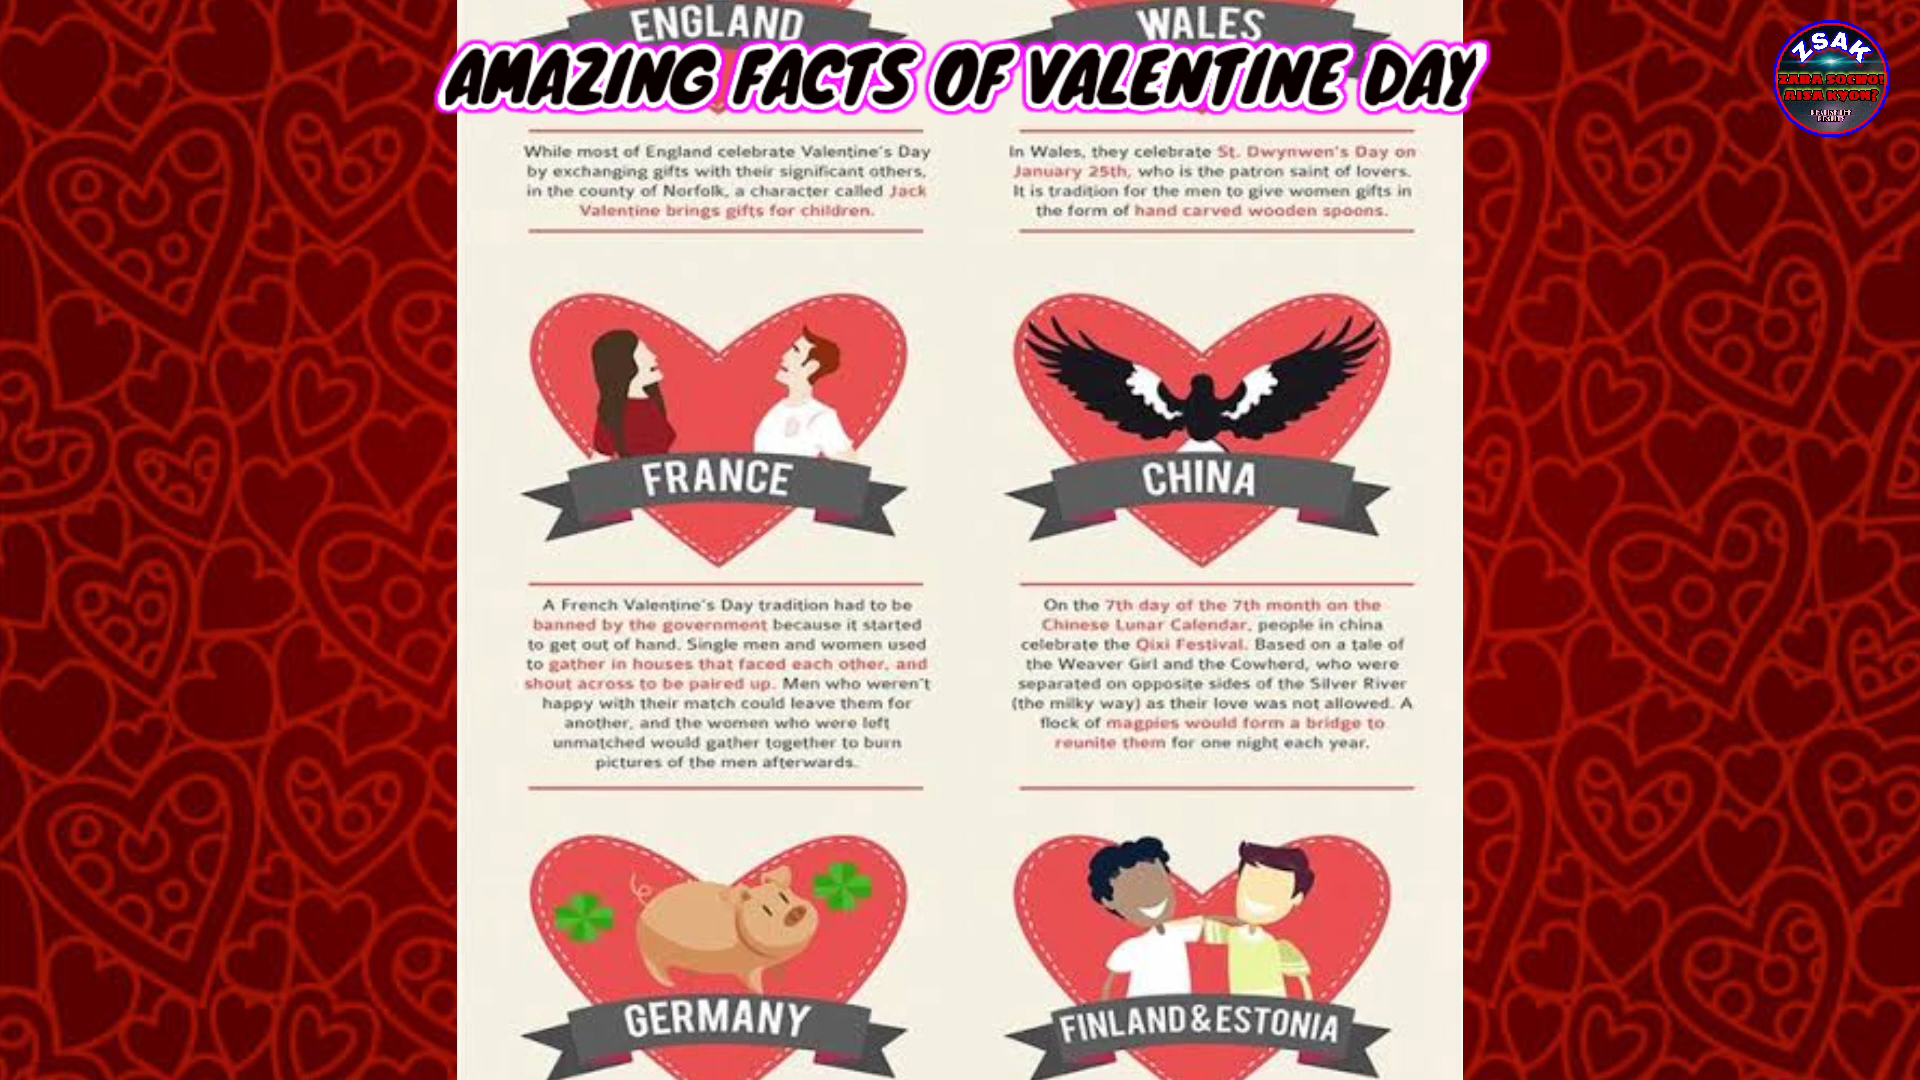 ENGLAND
WALES
AMAZING FACTS OF VALENTINE DAY
ZSAK
ZARA SOCHO!
AISA KYON?
While most of England celebrate Valentine's Day
by exchanging gifts with their significant others,
in the county of Norfolk, a character called Jack
Valentine brings gifts for children.
In Wales, they celebrate St. Dwynwen's Day on
January 25th, who is the patron saint of lovers.
It is tradition for the men to give women gifts in
the form of hand carved wooden spoons.
FRANCE
CHINA
A French Valentine's Day tradition had to be
banned by the government because it started
to get out of hand. Single men and women used
to gather in houses that faced each other, and
shout across to be paired up. Men who weren't
happy with their match could leave them for
another, and the women who were left
unmatched would gather together to burn
pictures of the men afterwards.
On the 7th day of the 7th month on the
Chinese Lunar Calendar, people in china
celebrate the Qixi Festival. Based on a tale of
the Weaver Girl and the Cowherd, who were
separated on opposite sides of the Silver River
(the milky way) as their love was not allowed. A
flock of magpies would form a bridge to
reunite them for one night each year.
GERMANY
FINLAND & ESTONIA